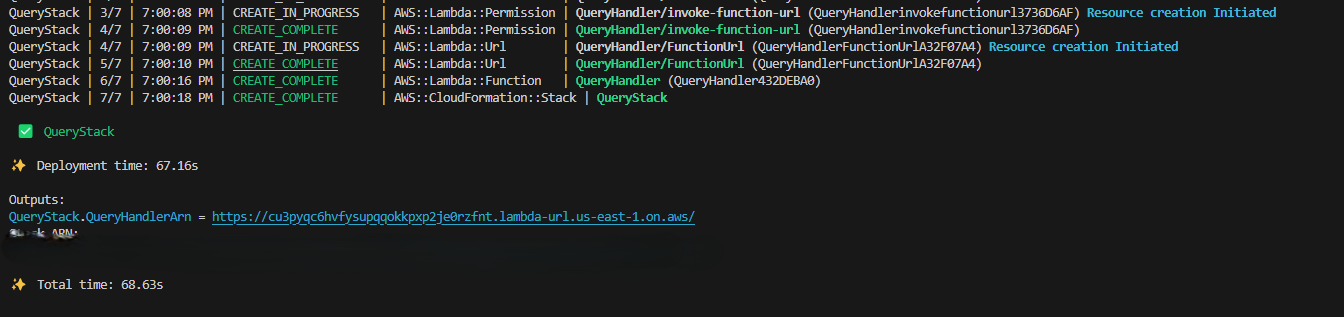 QueryStack | 3/7 | 7:00:08 PM | CREATE_IN_PROGRESS | AWS::Lambda::Permission | QueryHandler/invoke-function-url (QueryHandlerinvokefunctionurl3736D6AF) Resource creation Initiated
QueryStack | 4/7 | 7:00:09 PM | CREATE_COMPLETE | AWS::Lambda::Permission | QueryHandler/invoke-function-url (QueryHandlerinvokefunctionurl3736D6AF)
QueryStack | 4/7 | 7:00:09 PM | CREATE_IN_PROGRESS | AWS::Lambda::Url | QueryHandler/FunctionUrl (QueryHandlerFunctionUrlA32F07A4) Resource creation Initiated
QueryStack | 5/7 | 7:00:10 PM | CREATE_COMPLETE | AWS::Lambda::Url | QueryHandler/FunctionUrl (QueryHandlerFunctionUrlA32F07A4)
QueryStack | 6/7 | 7:00:16 PM | CREATE_COMPLETE | AWS::Lambda::Function | QueryHandler (QueryHandler432DEBA0)
QueryStack | 7/7 | 7:00:18 PM | CREATE_COMPLETE | AWS::CloudFormation::Stack | QueryStack
✅ QueryStack
✨ Deployment time: 67.16s
Outputs:
QueryStack.QueryHandlerArn = https://cu3pyqc6hvfysupqqokkpxp2je0rzfnt.lambda-url.us-east-1.on.aws/
✨ Total time: 68.63s